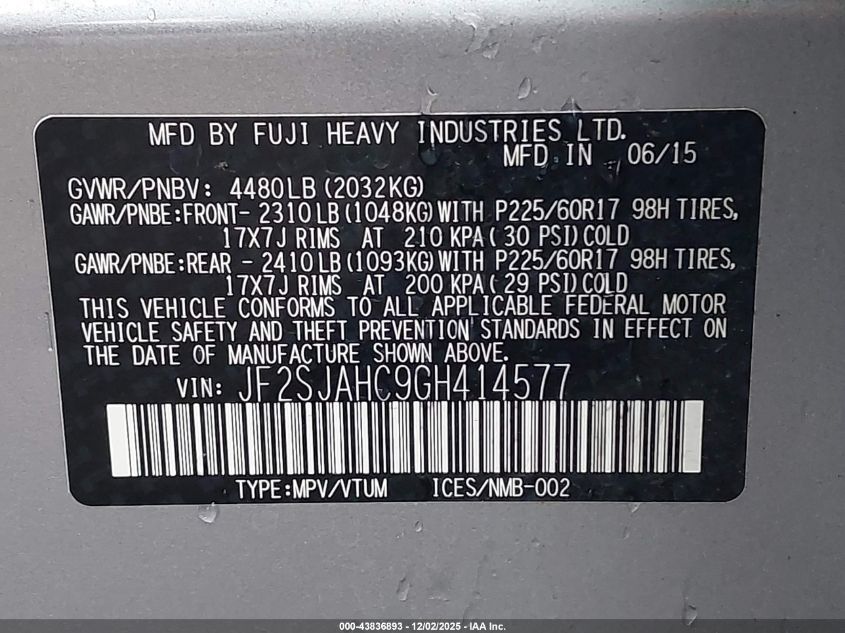 MFD BY FUJI HEAVY INDUSTRIES LTD.
MFD IN 06/15
GVWR/PNBV: 4480LB (2032KG)
GAWR/PNBE:FRONT- 2310LB (1048KG) WITH P225/60R17 98H TIRES,
17X7J RIMS AT 210 KPA( 30 PSI) COLD
GAWR/PNBE:REAR - 2410LB (1093KG) WITH P225/60R17 98H TIRES,
17X7J RIMS AT 200 KPA( 29 PSI) COLD
THIS VEHICLE CONFORMS TO ALL APPLICABLE FEDERAL MOTOR
VEHICLE SAFETY AND THEFT PREVENTION STANDARDS IN EFFECT ON
THE DATE OF MANUFACTURE SHOWN ABOVE.
VIN: JF2SJAHC9GH414577
TYPE:MPV/VTUM ICES/NMB-002
000-43836893 - 12/02/2025 - IAA Inc.